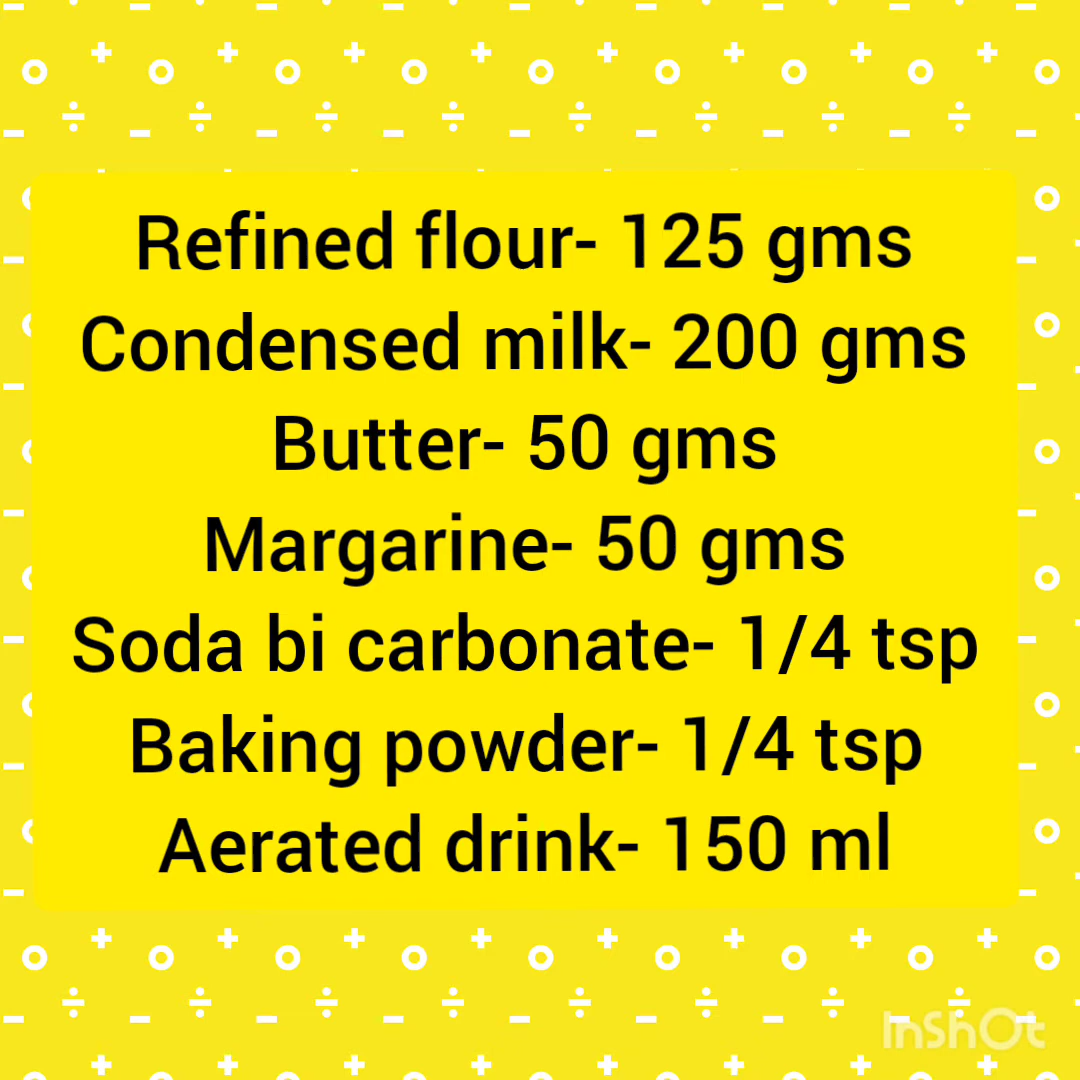 Refined flour- 125 gms
Condensed milk- 200 gms
Butter- 50 gms
Margarine- 50 gms
Soda bi carbonate- 1/4 tsp
Baking powder- 1/4 tsp
Aerated drink- 150 ml
InShOt